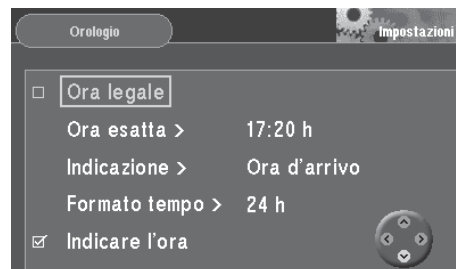 Orologio
Impostazioni
Ora legale
Ora esatta > 17:20 h
Indicazione > Ora d'arrivo
Formato tempo > 24 h
Indicare l'ora